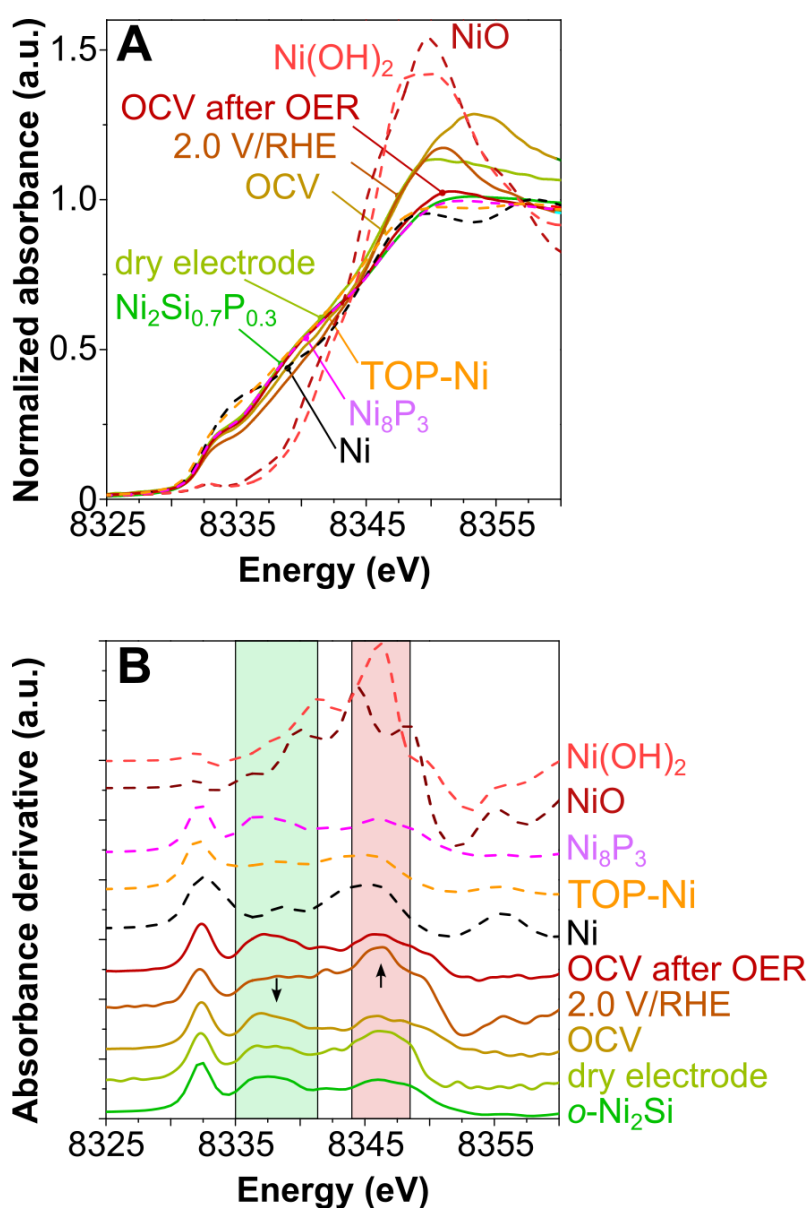 A
Normalized absorbance (a.u.)
1.5
1.0
0.5
0
NiO
Ni(OH)₂
OCV after OER
2.0 V/RHE
OCV
dry electrode
Ni₂Si₀.₇P₀.₃
TOP-Ni
Ni₈P₃
Ni
8325 8335 8345 8355
Energy (eV)
B
Absorbance derivative (a.u.)
Ni(OH)₂
NiO
Ni₈P₃
TOP-Ni
Ni
OCV after OER
2.0 V/RHE
OCV
dry electrode
o-Ni₂Si
8325 8335 8345 8355
Energy (eV)